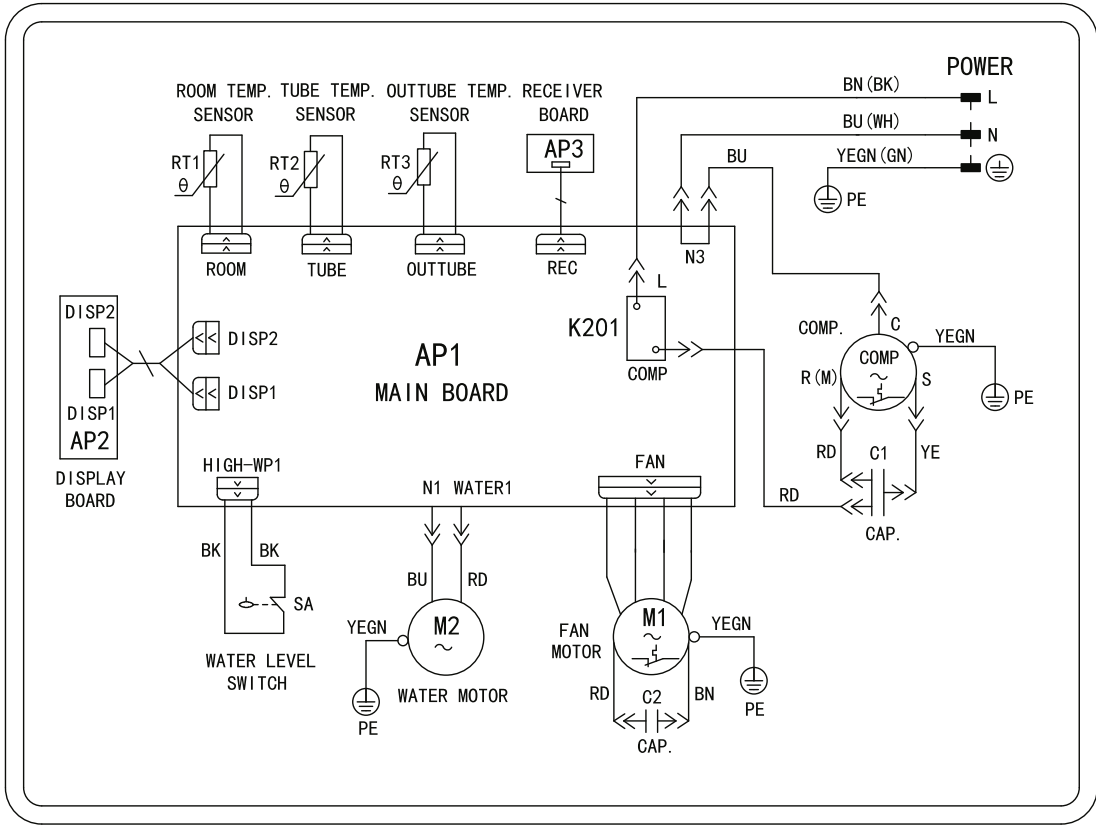 POWER
BN(BK)
L
BU(WH)
N
BU
YEGN(GN)
PE
ROOM TEMP.
SENSOR
TUBE TEMP.
SENSOR
OUTTUBE TEMP.
SENSOR
RECEIVER
BOARD
RT1
θ
RT2
θ
RT3
θ
AP3
ROOM
TUBE
OUTTUBE
REC
N3
L
K201
COMP
DISP2
DISP1
AP2
DISPLAY
BOARD
DISP2
DISP1
AP1
MAIN BOARD
COMP.
C
YEGN
COMP
~
R(M)
S
PE
RD
C1
YE
RD
CAP.
HIGH-WP1
N1 WATER1
FAN
BK
BK
SA
WATER LEVEL
SWITCH
BU
RD
YEGN
M2
~
WATER MOTOR
PE
FAN
MOTOR
M1
~
YEGN
RD
C2
BN
CAP.
PE